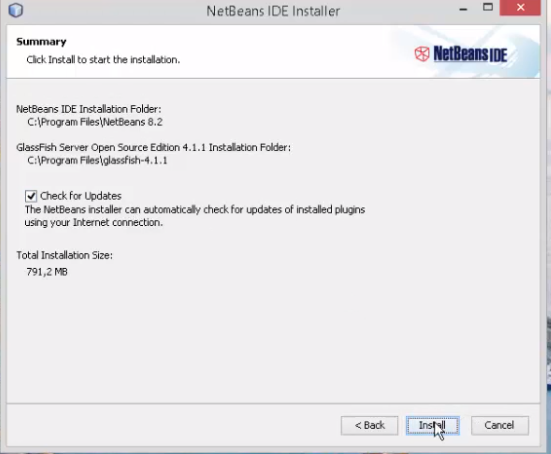 NetBeans IDE Installer
Summary
Click Install to start the installation.
NetBeans IDE
NetBeans IDE Installation Folder:
C:\Program Files\NetBeans 8.2
GlassFish Server Open Source Edition 4.1.1 Installation Folder:
C:\Program Files\glassfish-4.1.1
Check for Updates
The NetBeans installer can automatically check for updates of installed plugins
using your Internet connection.
Total Installation Size:
791,2 MB
< Back Install Cancel